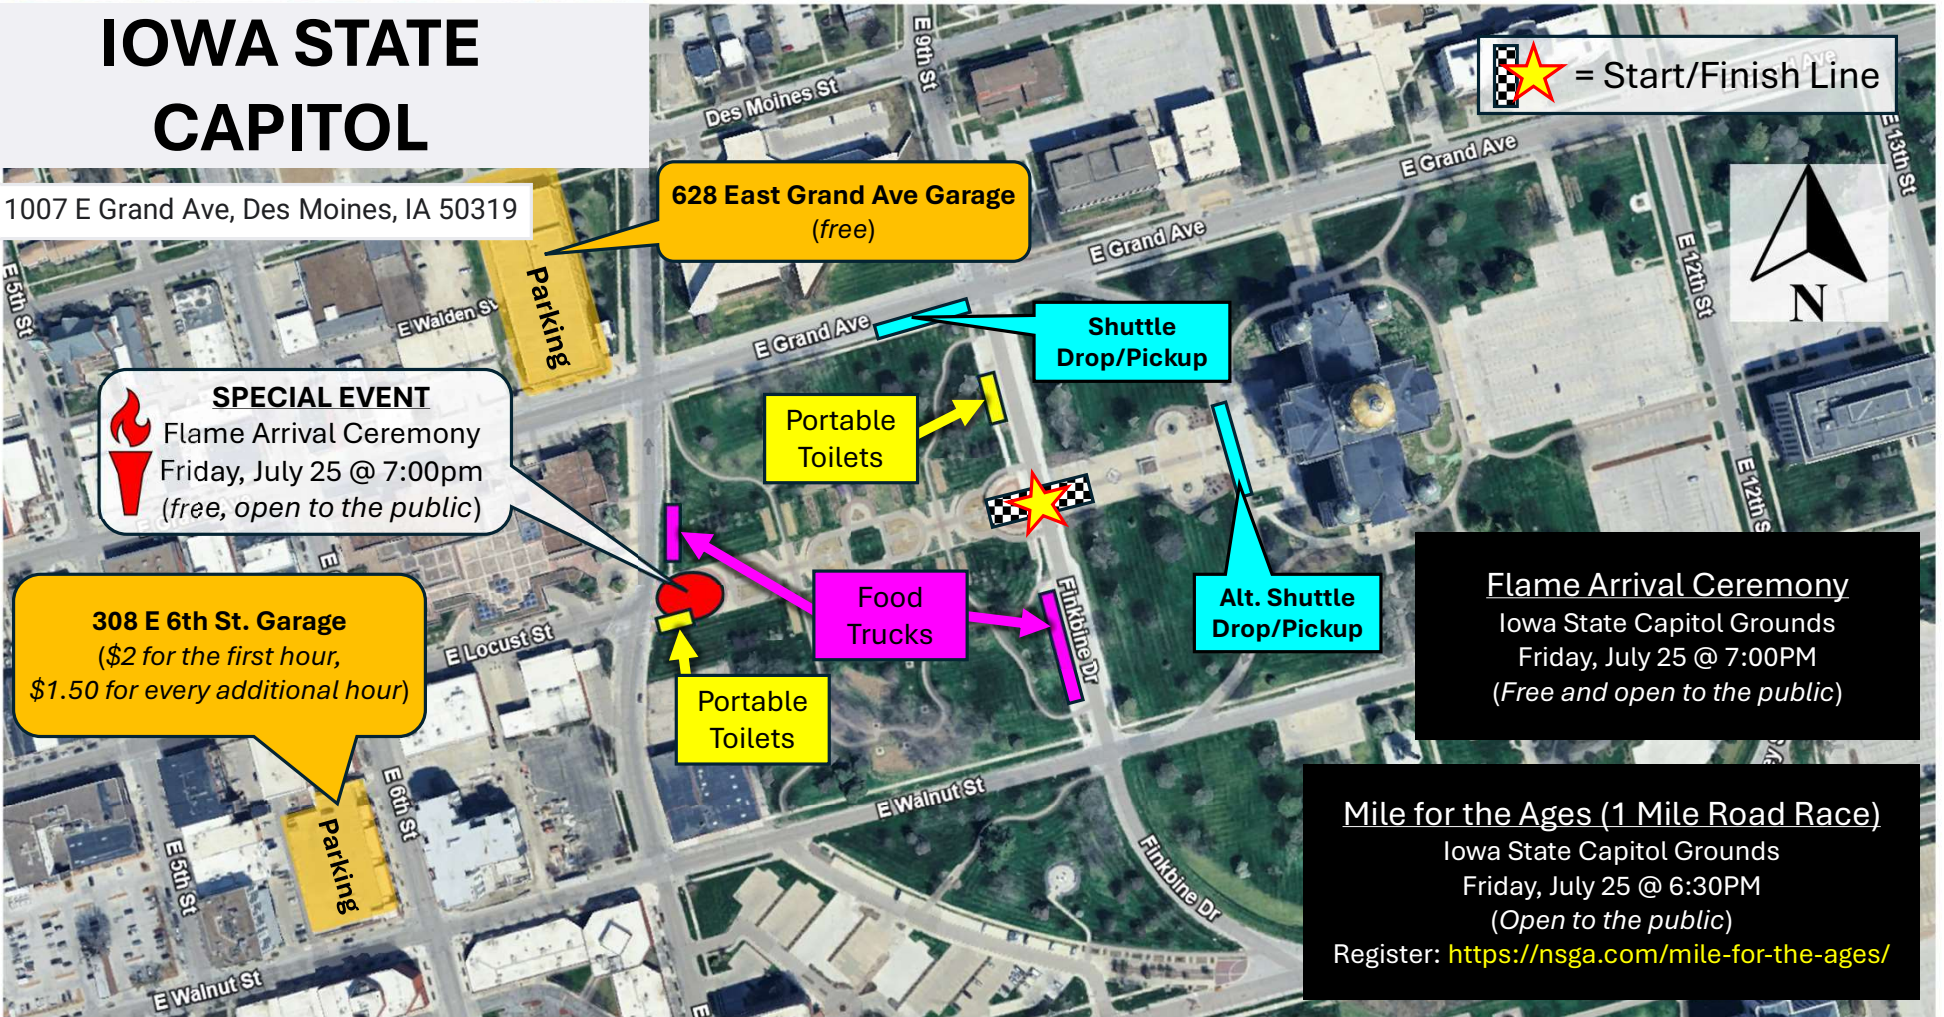 IOWA STATE
CAPITOL
1007 E Grand Ave, Des Moines, IA 50319
= Start/Finish Line
E 9th St
Des Moines St
E Grand Ave
E 13th St
628 East Grand Ave Garage
(free)
Parking
E Grand Ave
E 12th St
N
E 5th St
E Walden St
E Grand Ave
Shuttle
Drop/Pickup
SPECIAL EVENT
Flame Arrival Ceremony
Friday, July 25 @ 7:00pm
(free, open to the public)
Portable
Toilets
E 12th S
308 E 6th St. Garage
($2 for the first hour,
$1.50 for every additional hour)
E Locust St
Food
Trucks
Finkbine Dr
Alt. Shuttle
Drop/Pickup
Portable
Toilets
Flame Arrival Ceremony
Iowa State Capitol Grounds
Friday, July 25 @ 7:00PM
(Free and open to the public)
E 6th St
Parking
E 5th St
E Walnut St
E Walnut St
Finkbine Dr
Mile for the Ages (1 Mile Road Race)
Iowa State Capitol Grounds
Friday, July 25 @ 6:30PM
(Open to the public)
Register: https://nsga.com/mile-for-the-ages/